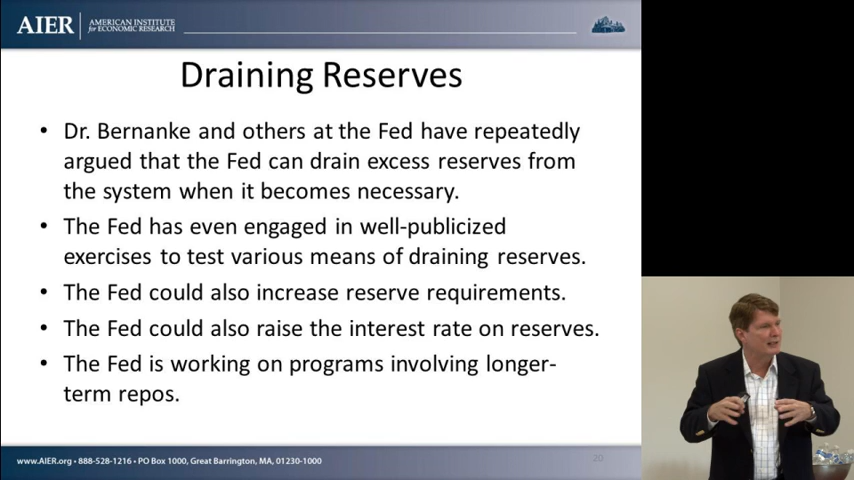 AIER
AMERICAN INSTITUTE
for ECONOMIC RESEARCH
Draining Reserves
• Dr. Bernanke and others at the Fed have repeatedly
argued that the Fed can drain excess reserves from
the system when it becomes necessary.
• The Fed has even engaged in well-publicized
exercises to test various means of draining reserves.
• The Fed could also increase reserve requirements.
• The Fed could also raise the interest rate on reserves.
• The Fed is working on programs involving longer-
term repos.
www.AIER.org • 888-528-1216 • PO Box 1000, Great Barrington, MA, 01230-1000
20